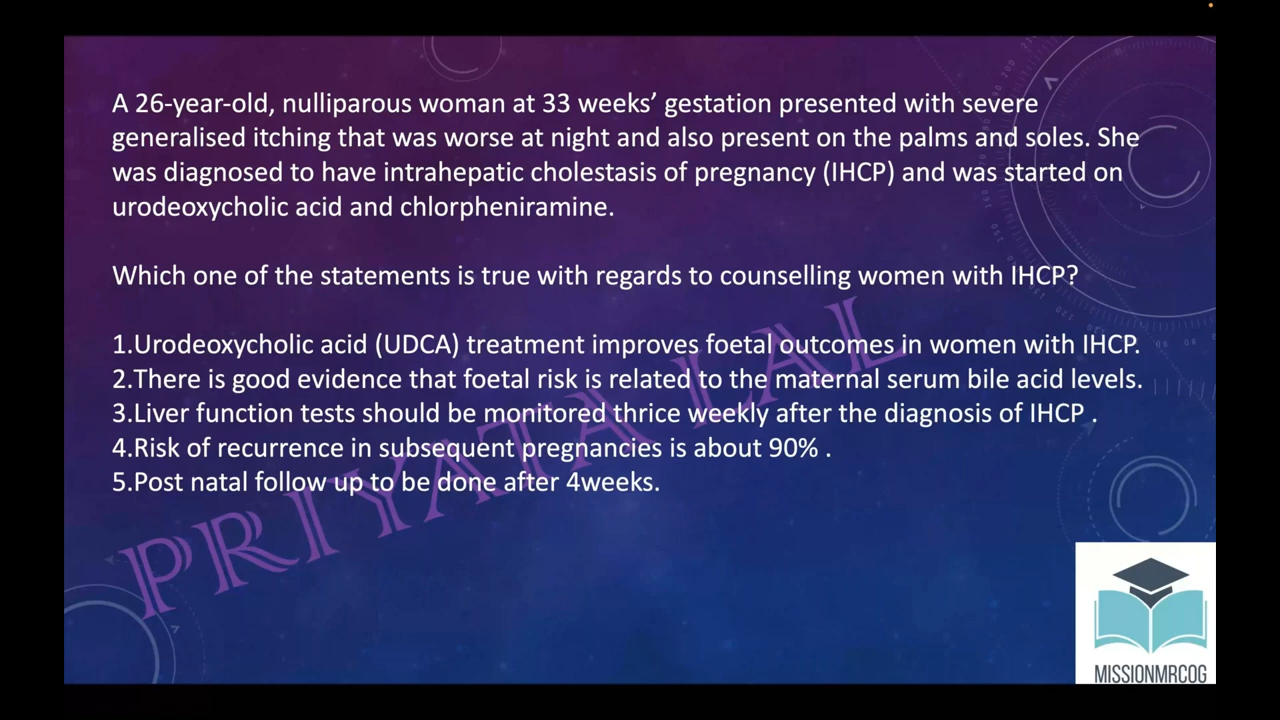 A 26-year-old, nulliparous woman at 33 weeks’ gestation presented with severe
generalised itching that was worse at night and also present on the palms and soles. She
was diagnosed to have intrahepatic cholestasis of pregnancy (IHCP) and was started on
urodeoxycholic acid and chlorpheniramine.
Which one of the statements is true with regards to counselling women with IHCP?
1.Urodeoxycholic acid (UDCA) treatment improves foetal outcomes in women with IHCP.
2.There is good evidence that foetal risk is related to the maternal serum bile acid levels.
3.Liver function tests should be monitored thrice weekly after the diagnosis of IHCP .
4.Risk of recurrence in subsequent pregnancies is about 90% .
5.Post natal follow up to be done after 4weeks.
PRIYATA LAL
MISSIONMRCOG